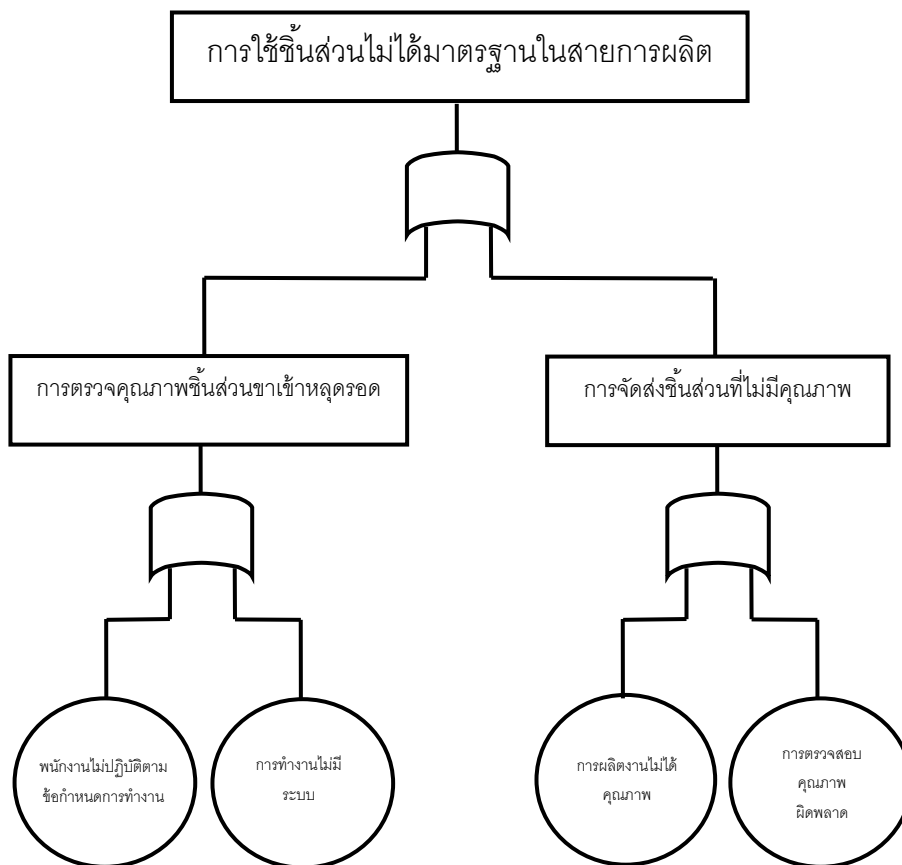 การใช้ชิ้นส่วนไม่ได้มาตรฐานในสายการผลิต
การตรวจคุณภาพชิ้นส่วนขาเข้าหลุดรอด
การจัดส่งชิ้นส่วนที่ไม่มีคุณภาพ
พนักงานไม่ปฏิบัติตาม
ข้อกำหนดการทำงาน
การทำงานไม่มี
ระบบ
การผลิตงานไม่ได้
คุณภาพ
การตรวจสอบ
คุณภาพ
ผิดพลาด